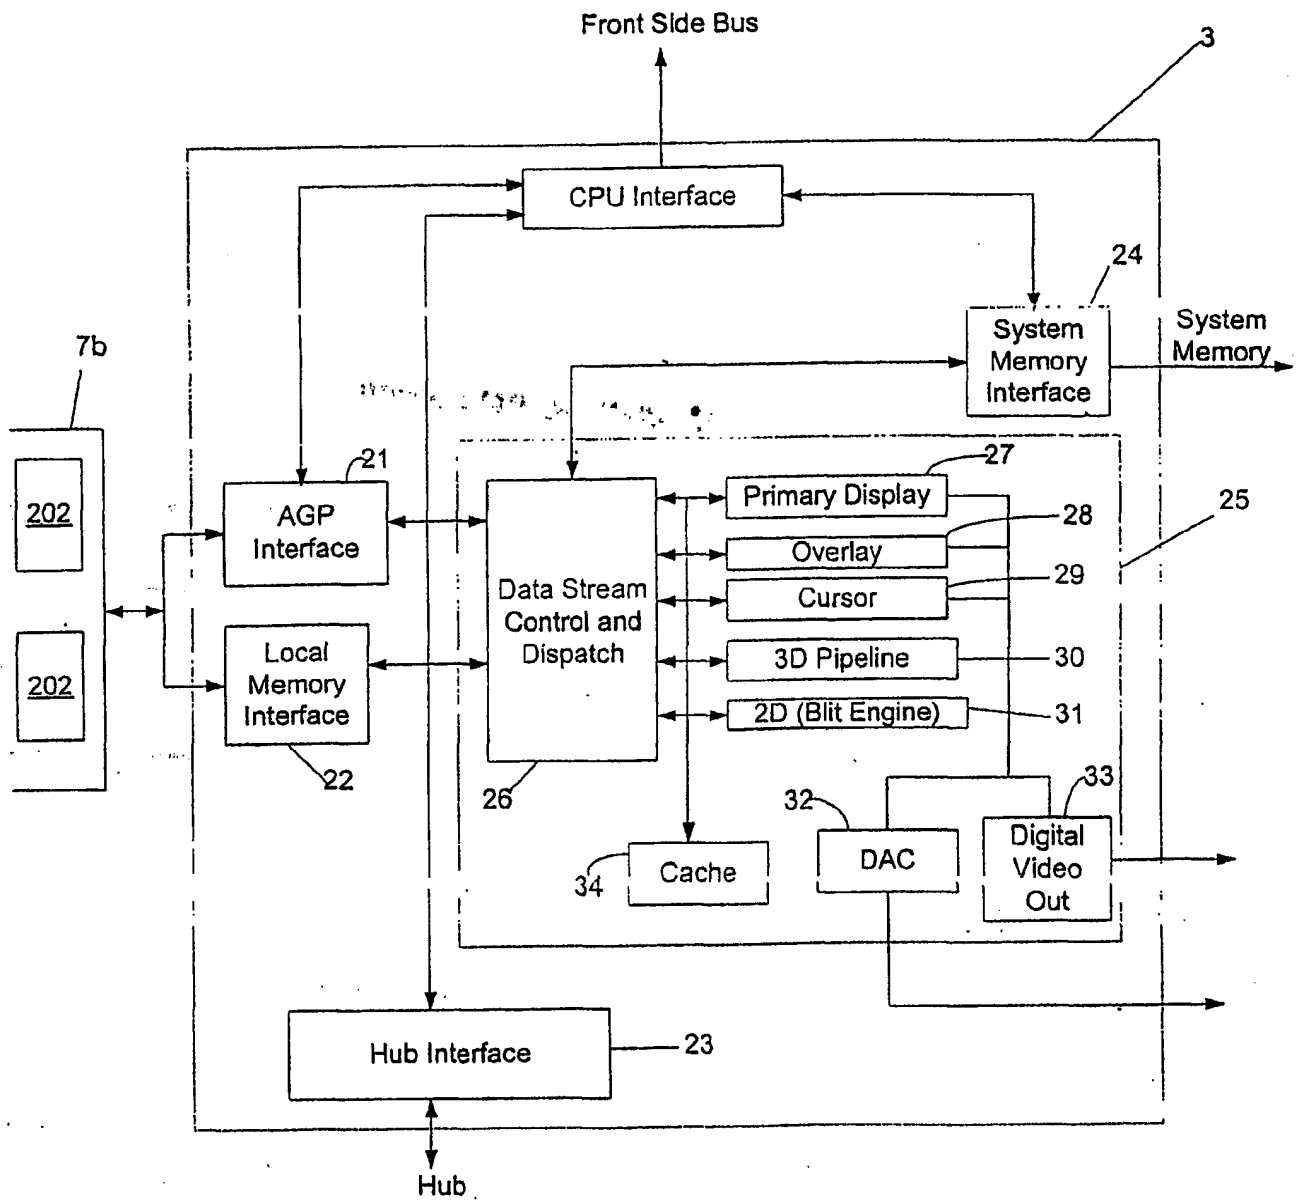 Front Side Bus
3
CPU Interface
24
System
Memory
Interface
System
Memory
7b
21
27
202
AGP
Interface
Primary Display
28
25
Overlay
29
Data Stream
Control and
Dispatch
Cursor
202
Local
Memory
Interface
3D Pipeline
30
2D (Blit Engine)
31
22
26
32
33
34
Cache
DAC
Digital
Video
Out
Hub Interface
23
Hub